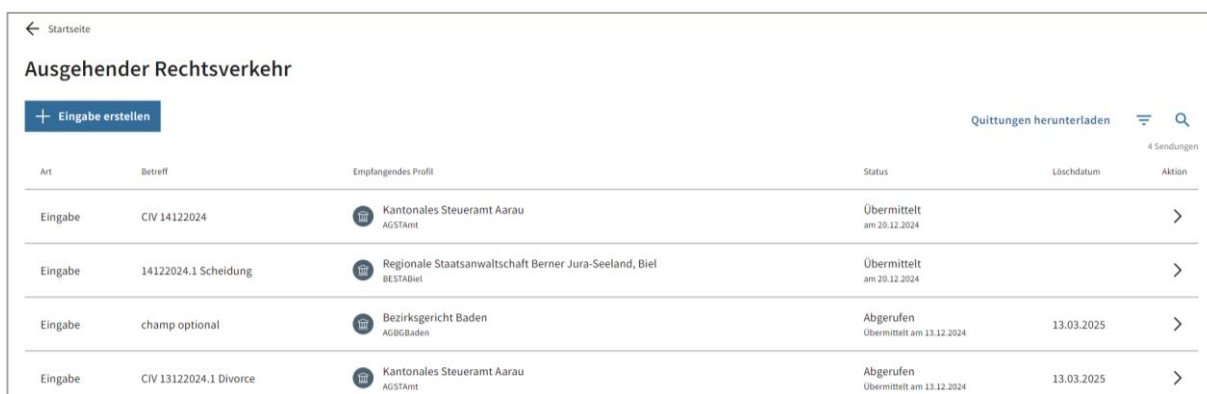 Startseite
Ausgehender Rechtsverkehr
Eingabe erstellen
Quittungen herunterladen
4 Sendungen
Art Betreff Empfangendes Profil Status Löschdatum Aktion
Eingabe CIV 14122024 Kantonales Steueramt Aarau Übermittelt
AGSTAmt am 20.12.2024
Eingabe 14122024.1 Scheidung Regionale Staatsanwaltschaft Berner Jura-Seeland, Biel Übermittelt
BESTABiel am 20.12.2024
Eingabe champ optional Bezirksgericht Baden Abgerufen 13.03.2025
AGBGBaden Übermittelt am 13.12.2024
Eingabe CIV 13122024.1 Divorce Kantonales Steueramt Aarau Abgerufen 13.03.2025
AGSTAmt Übermittelt am 13.12.2024